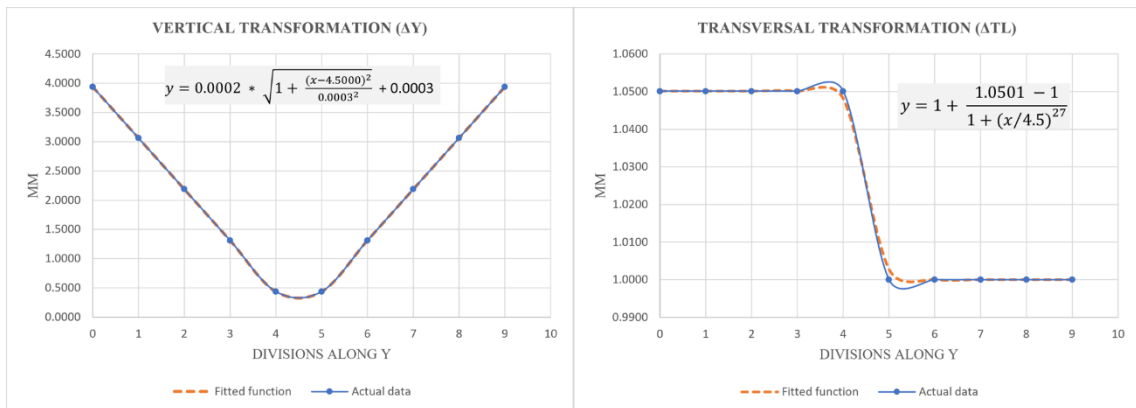 VERTICAL TRANSFORMATION (ΔY)
4.5000
4.0000
3.5000
3.0000
2.5000
2.0000
1.5000
1.0000
0.5000
0.0000
MM
y = 0.0002 * √(1 + (x−4.5000)²/0.0003²) + 0.0003
0 1 2 3 4 5 6 7 8 9 10
DIVISIONS ALONG Y
Fitted function Actual data
TRANSVERSAL TRANSFORMATION (ΔTL)
1.0600
1.0500
1.0400
1.0300
1.0200
1.0100
1.0000
0.9900
MM
y = 1 + (1.0501 − 1)/(1 + (x/4.5)²⁷)
0 1 2 3 4 5 6 7 8 9 10
DIVISIONS ALONG Y
Fitted function Actual data